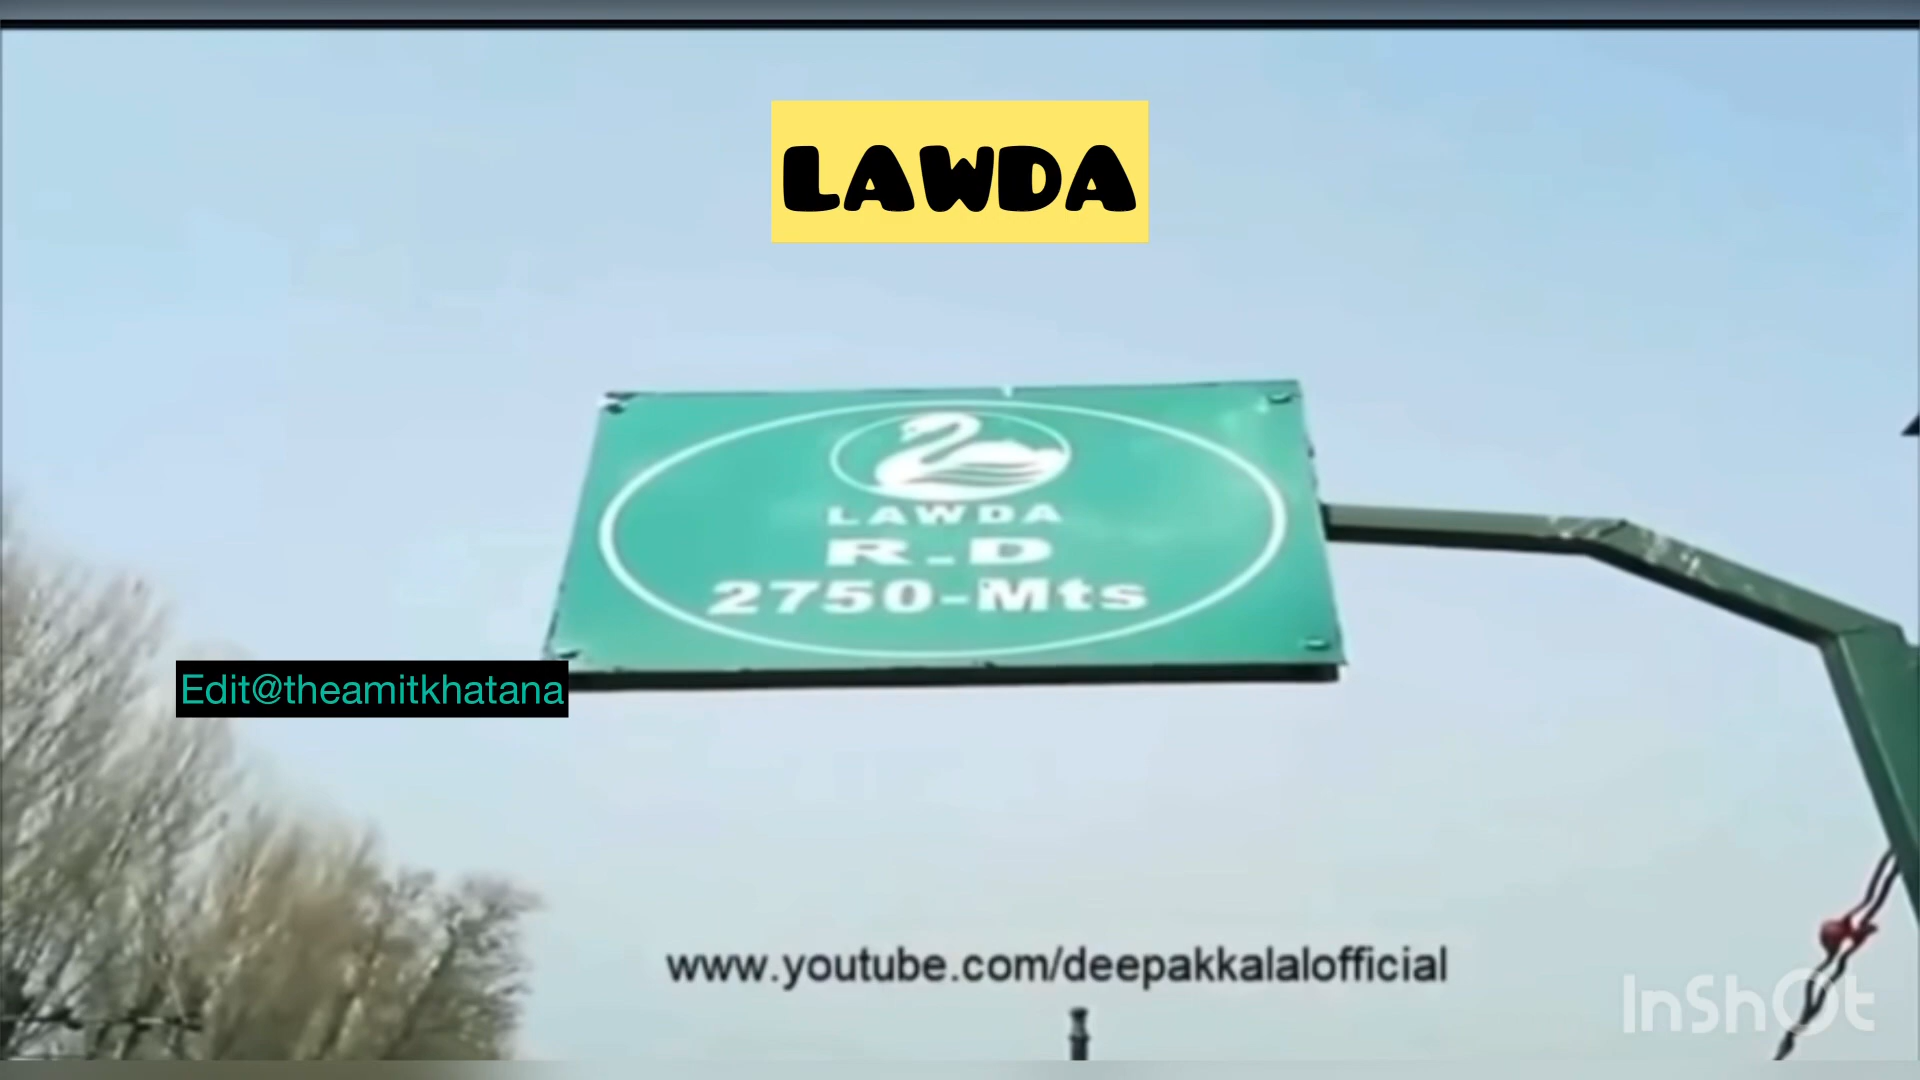 LAWDA
LAWDA
R.D
2750-Mts
Edit@theamitkhatana
www.youtube.com/deepakkalalofficial
InShOt